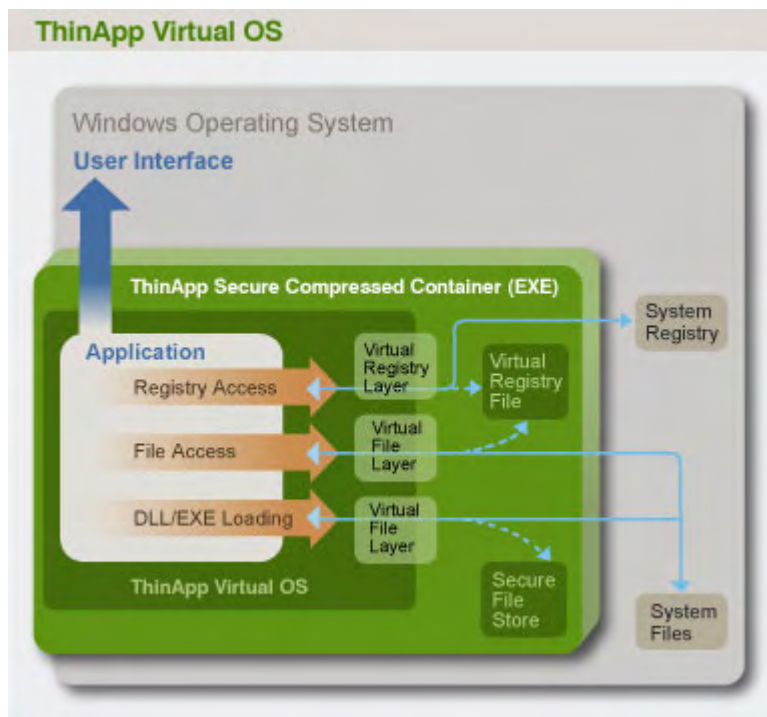 ThinApp Virtual OS
Windows Operating System
User Interface
ThinApp Secure Compressed Container (EXE)
Application
Registry Access
File Access
DLL/EXE Loading
Virtual
Registry
Layer
Virtual
File
Layer
Virtual
File
Layer
Virtual
Registry
File
Secure
File
Store
System
Registry
System
Files
ThinApp Virtual OS